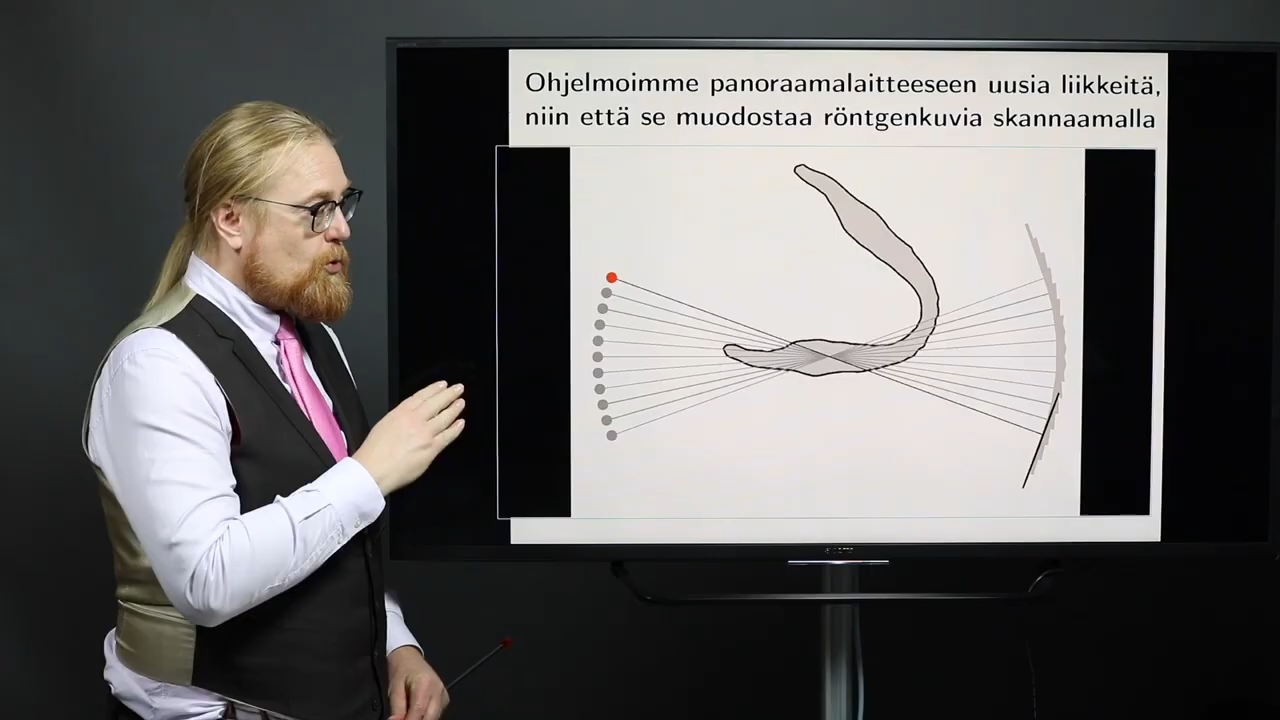 Ohjelmoimme panoraamalaitteeseen uusia liikkeitä,
niin että se muodostaa röntgenkuvia skannaamalla